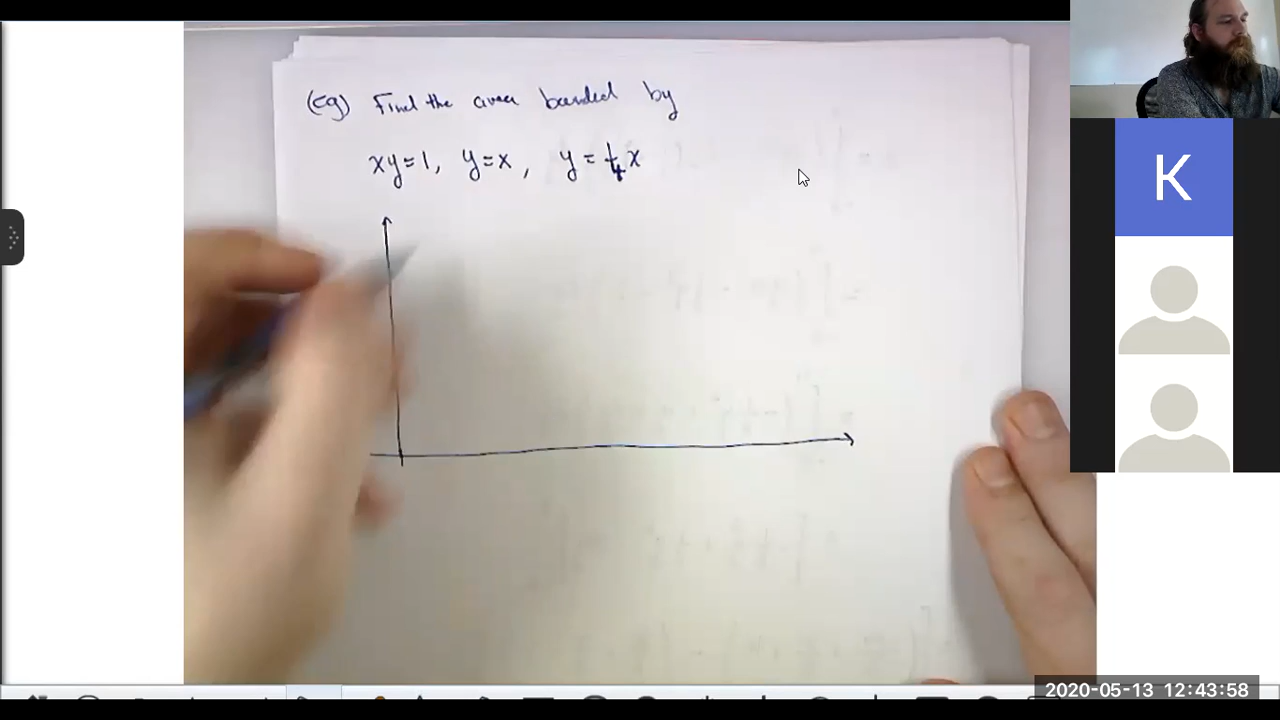 (eg) Find the area bounded by
xy=1, y=x, y=1/4x
K
2020-05-13 12:43:58